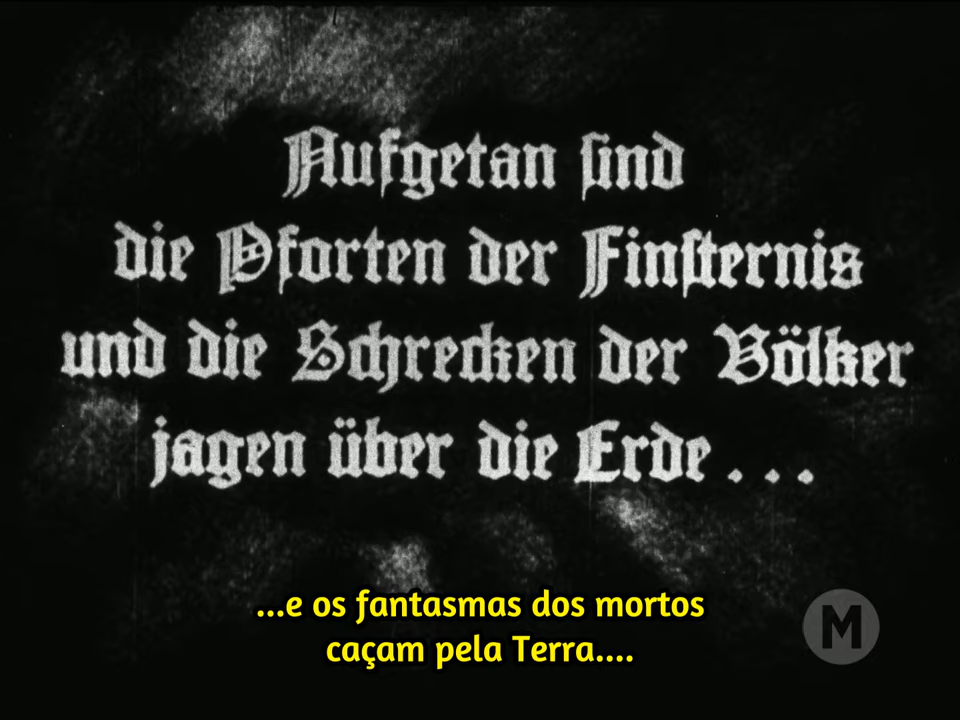 Aufgetan ſind
die Pforten der Finſternis
und die Schrecken der Völker
jagen über die Erde . . .
...e os fantasmas dos mortos
caçam pela Terra....
M